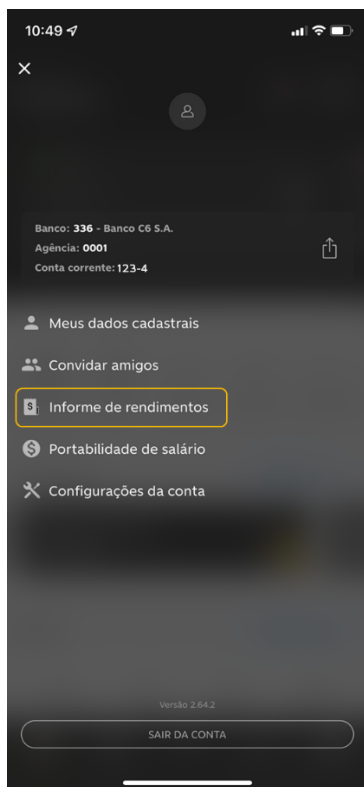 10:49
Banco: 336 - Banco C6 S.A.
Agência: 0001
Conta corrente: 123-4
Meus dados cadastrais
Convidar amigos
Informe de rendimentos
Portabilidade de salário
Configurações da conta
Versão 2.64.2
SAIR DA CONTA